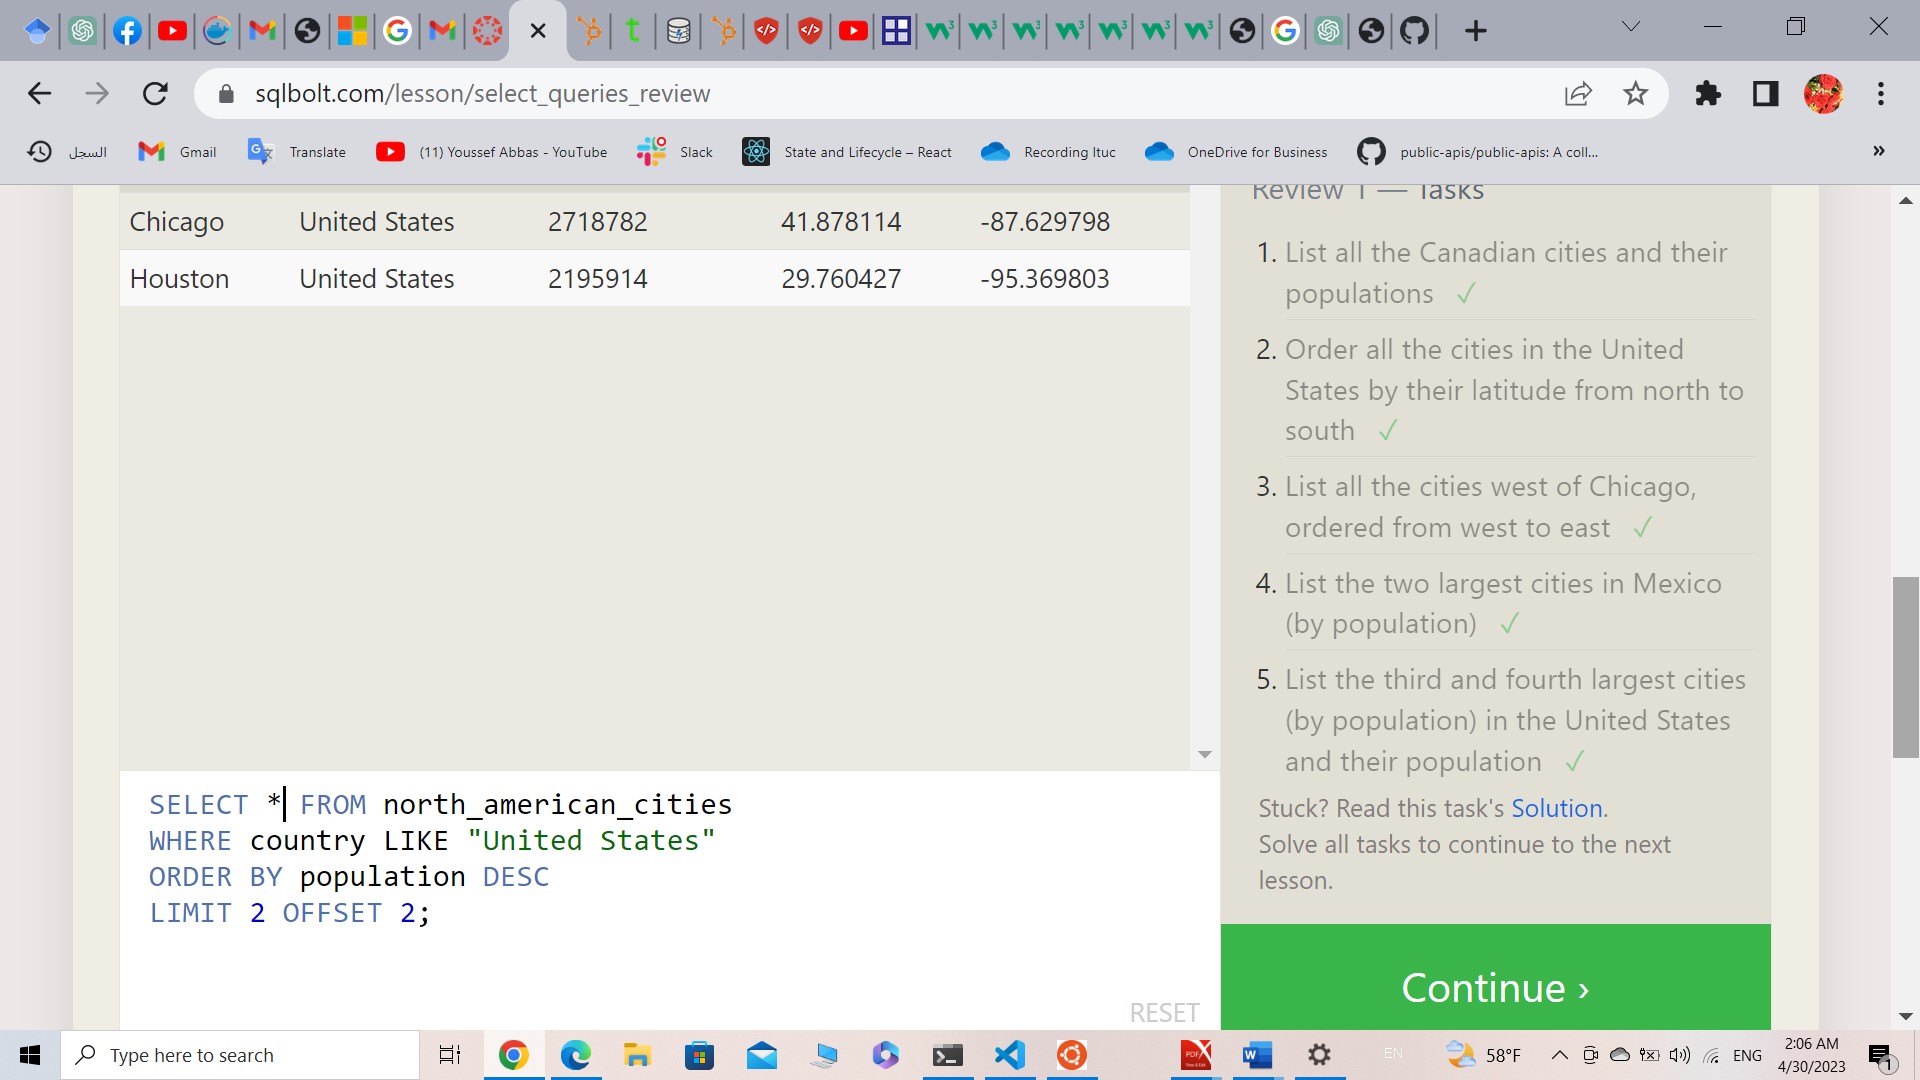 sqlbolt.com/lesson/select_queries_review
السجل
Gmail
Translate
(11) Youssef Abbas - YouTube
Slack
State and Lifecycle – React
Recording Ituc
OneDrive for Business
public-apis/public-apis: A coll...
»
Chicago United States 2718782 41.878114 -87.629798
Houston United States 2195914 29.760427 -95.369803
SELECT * FROM north_american_cities
WHERE country LIKE "United States"
ORDER BY population DESC
LIMIT 2 OFFSET 2;
RESET
Review 1 — Tasks
1. List all the Canadian cities and their
populations ✓
2. Order all the cities in the United
States by their latitude from north to
south ✓
3. List all the cities west of Chicago,
ordered from west to east ✓
4. List the two largest cities in Mexico
(by population) ✓
5. List the third and fourth largest cities
(by population) in the United States
and their population ✓
Stuck? Read this task's Solution.
Solve all tasks to continue to the next
lesson.
Continue ›
Type here to search
EN
58°F
ENG
2:06 AM
4/30/2023
1